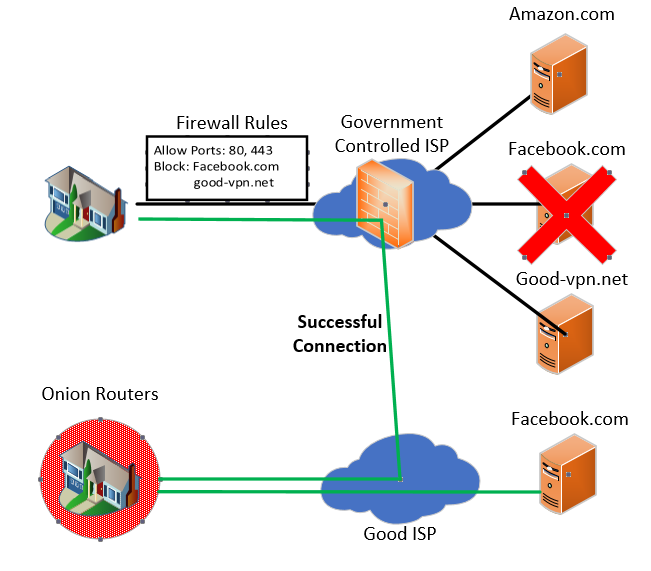 Amazon.com
Firewall Rules
Government
Controlled ISP
Allow Ports: 80, 443
Block: Facebook.com
good-vpn.net
Facebook.com
Good-vpn.net
Successful
Connection
Onion Routers
Facebook.com
Good ISP